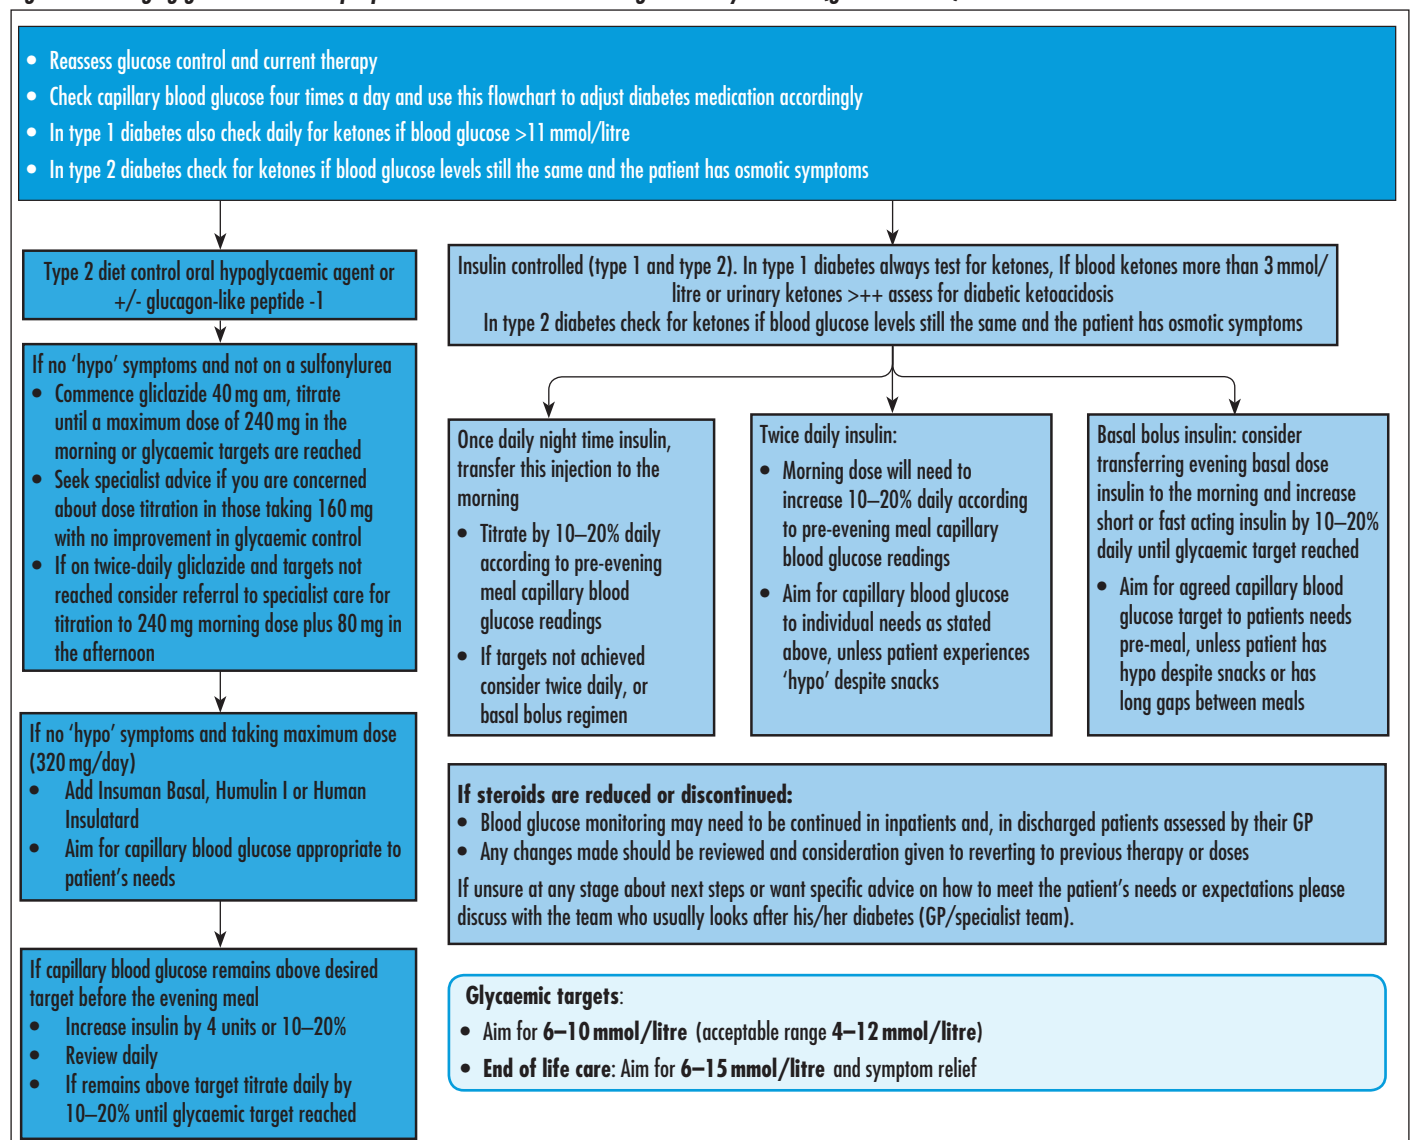 • Reassess glucose control and current therapy
• Check capillary blood glucose four times a day and use this flowchart to adjust diabetes medication accordingly
• In type 1 diabetes also check daily for ketones if blood glucose >11 mmol/litre
• In type 2 diabetes check for ketones if blood glucose levels still the same and the patient has osmotic symptoms
Type 2 diet control oral hypoglycaemic agent or
+/- glucagon-like peptide -1
If no ‘hypo’ symptoms and not on a sulfonylurea
• Commence gliclazide 40 mg am, titrate
until a maximum dose of 240 mg in the
morning or glycaemic targets are reached
• Seek specialist advice if you are concerned
about dose titration in those taking 160 mg
with no improvement in glycaemic control
• If on twice-daily gliclazide and targets not
reached consider referral to specialist care for
titration to 240 mg morning dose plus 80 mg in
the afternoon
If no ‘hypo’ symptoms and taking maximum dose
(320 mg/day)
• Add Insuman Basal, Humulin I or Human
Insulatard
• Aim for capillary blood glucose appropriate to
patient’s needs
If capillary blood glucose remains above desired
target before the evening meal
• Increase insulin by 4 units or 10–20%
• Review daily
• If remains above target titrate daily by
10–20% until glycaemic target reached
Insulin controlled (type 1 and type 2). In type 1 diabetes always test for ketones, If blood ketones more than 3 mmol/
litre or urinary ketones >++ assess for diabetic ketoacidosis
In type 2 diabetes check for ketones if blood glucose levels still the same and the patient has osmotic symptoms
Once daily night time insulin,
transfer this injection to the
morning
• Titrate by 10–20% daily
according to pre-evening
meal capillary blood
glucose readings
• If targets not achieved
consider twice daily, or
basal bolus regimen
Twice daily insulin:
• Morning dose will need to
increase 10–20% daily according
to pre-evening meal capillary
blood glucose readings
• Aim for capillary blood glucose
to individual needs as stated
above, unless patient experiences
‘hypo’ despite snacks
Basal bolus insulin: consider
transferring evening basal dose
insulin to the morning and increase
short or fast acting insulin by 10–20%
daily until glycaemic target reached
• Aim for agreed capillary blood
glucose target to patients needs
pre-meal, unless patient has
hypo despite snacks or has
long gaps between meals
If steroids are reduced or discontinued:
• Blood glucose monitoring may need to be continued in inpatients and, in discharged patients assessed by their GP
• Any changes made should be reviewed and consideration given to reverting to previous therapy or doses
If unsure at any stage about next steps or want specific advice on how to meet the patient’s needs or expectations please
discuss with the team who usually looks after his/her diabetes (GP/specialist team).
Glycaemic targets:
• Aim for 6–10 mmol/litre (acceptable range 4–12 mmol/litre)
• End of life care: Aim for 6–15 mmol/litre and symptom relief